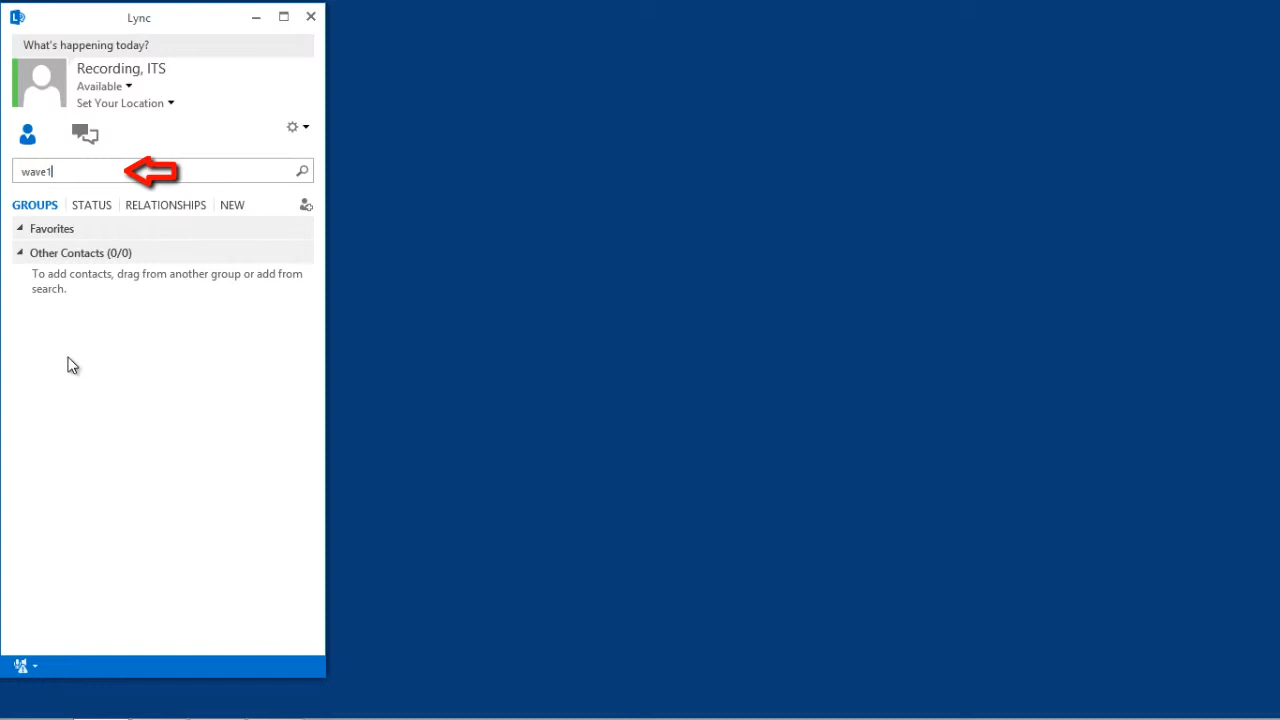 Lync
What's happening today?
Recording, ITS
Available
Set Your Location
wave1
GROUPS STATUS RELATIONSHIPS NEW
Favorites
Other Contacts (0/0)
To add contacts, drag from another group or add from
search.